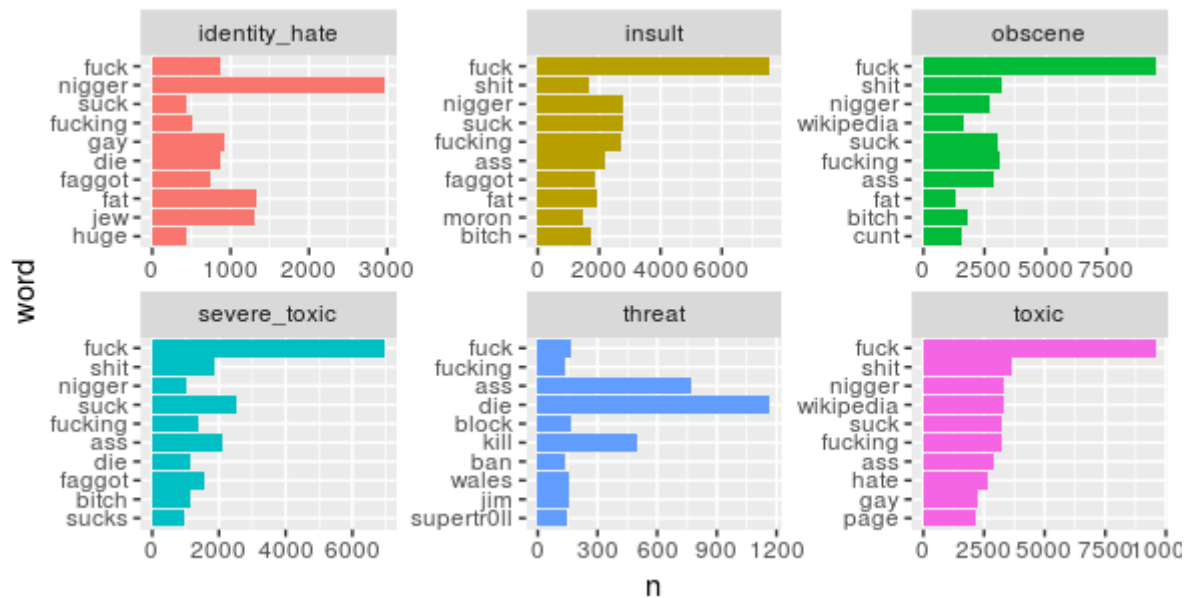 identity_hate
fuck
nigger
suck
fucking
gay
die
faggot
fat
jew
huge
0 1000 2000 3000
insult
fuck
shit
nigger
suck
fucking
ass
faggot
fat
moron
bitch
0 2000 4000 6000
obscene
fuck
shit
nigger
wikipedia
suck
fucking
ass
fat
bitch
cunt
0 2500 5000 7500
word
severe_toxic
fuck
shit
nigger
suck
fucking
ass
die
faggot
bitch
sucks
0 2000 4000 6000
threat
fuck
fucking
ass
die
block
kill
ban
wales
jim
supertr0ll
0 300 600 900 1200
toxic
fuck
shit
nigger
wikipedia
suck
fucking
ass
hate
gay
page
0 2500 5000 7500 1000
n